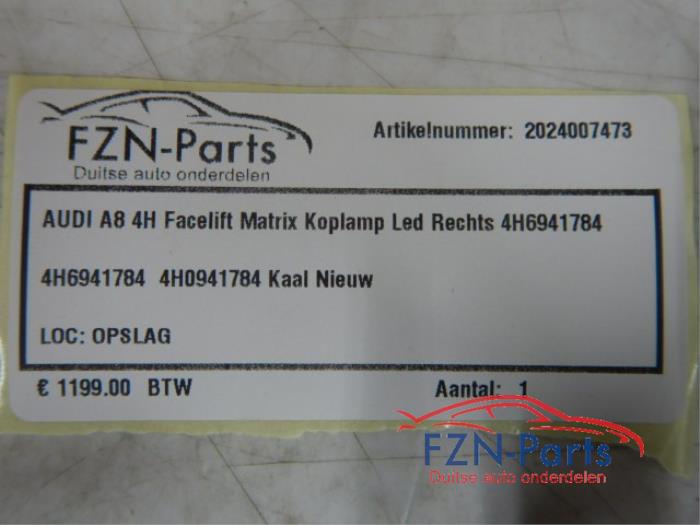 FZN-Parts
Duitse auto onderdelen
Artikelnummer: 2024007473
AUDI A8 4H Facelift Matrix Koplamp Led Rechts 4H6941784
4H6941784 4H0941784 Kaal Nieuw
LOC: OPSLAG
€ 1199.00 BTW
Aantal: 1
FZN-Parts
Duitse auto onderdelen